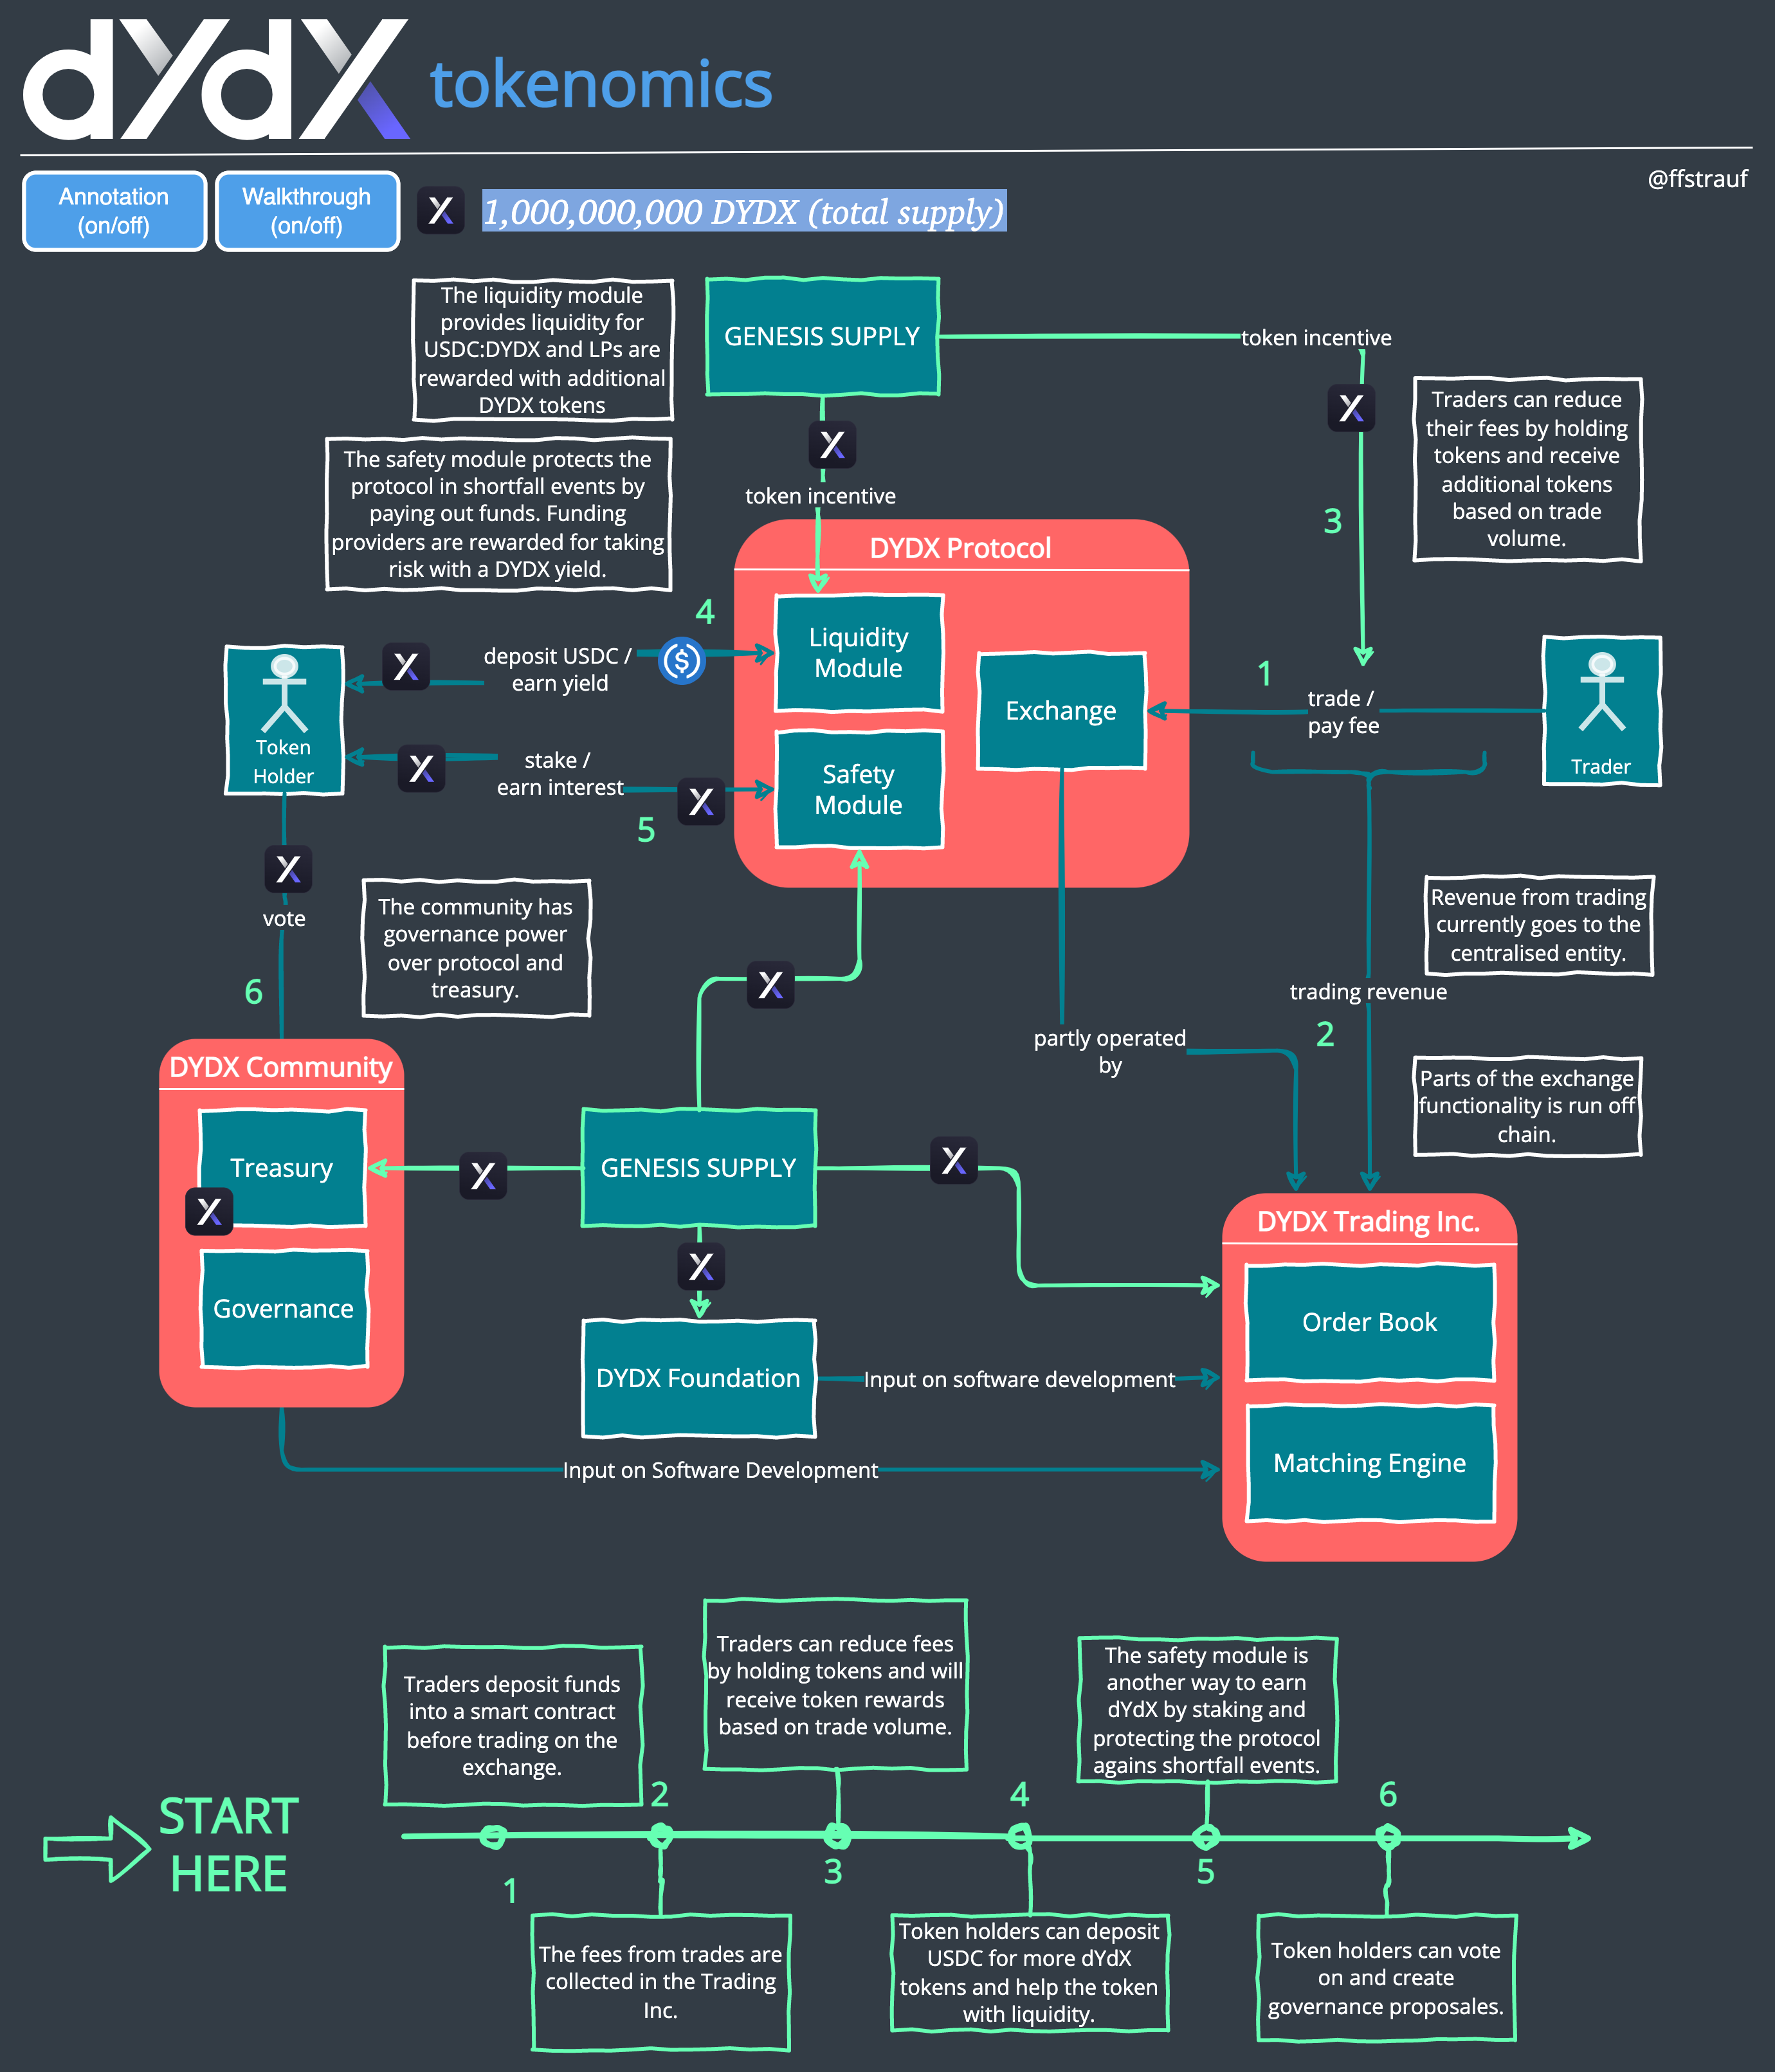 dYdX tokenomics
@ffstrauf
Annotation
(on/off)
Walkthrough
(on/off)
1,000,000,000 DYDX (total supply)
The liquidity module
provides liquidity for
USDC:DYDX and LPs are
rewarded with additional
DYDX tokens
GENESIS SUPPLY
token incentive
Traders can reduce
their fees by holding
tokens and receive
additional tokens
based on trade
volume.
The safety module protects the
protocol in shortfall events by
paying out funds. Funding
providers are rewarded for taking
risk with a DYDX yield.
token incentive
3
DYDX Protocol
4
Liquidity
Module
deposit USDC /
earn yield
Token
Holder
Exchange
1
trade /
pay fee
Trader
stake /
earn interest
Safety
Module
5
vote
The community has
governance power
over protocol and
treasury.
6
Revenue from trading
currently goes to the
centralised entity.
trading revenue
2
partly operated
by
Parts of the exchange
functionality is run off
chain.
DYDX Community
Treasury
Governance
GENESIS SUPPLY
DYDX Foundation
Input on software development
Input on Software Development
DYDX Trading Inc.
Order Book
Matching Engine
START
HERE
Traders deposit funds
into a smart contract
before trading on the
exchange.
1
2
The fees from trades are
collected in the Trading
Inc.
Traders can reduce fees
by holding tokens and will
receive token rewards
based on trade volume.
3
4
Token holders can deposit
USDC for more dYdX
tokens and help the token
with liquidity.
The safety module is
another way to earn
dYdX by staking and
protecting the protocol
agains shortfall events.
5
6
Token holders can vote
on and create
governance proposales.